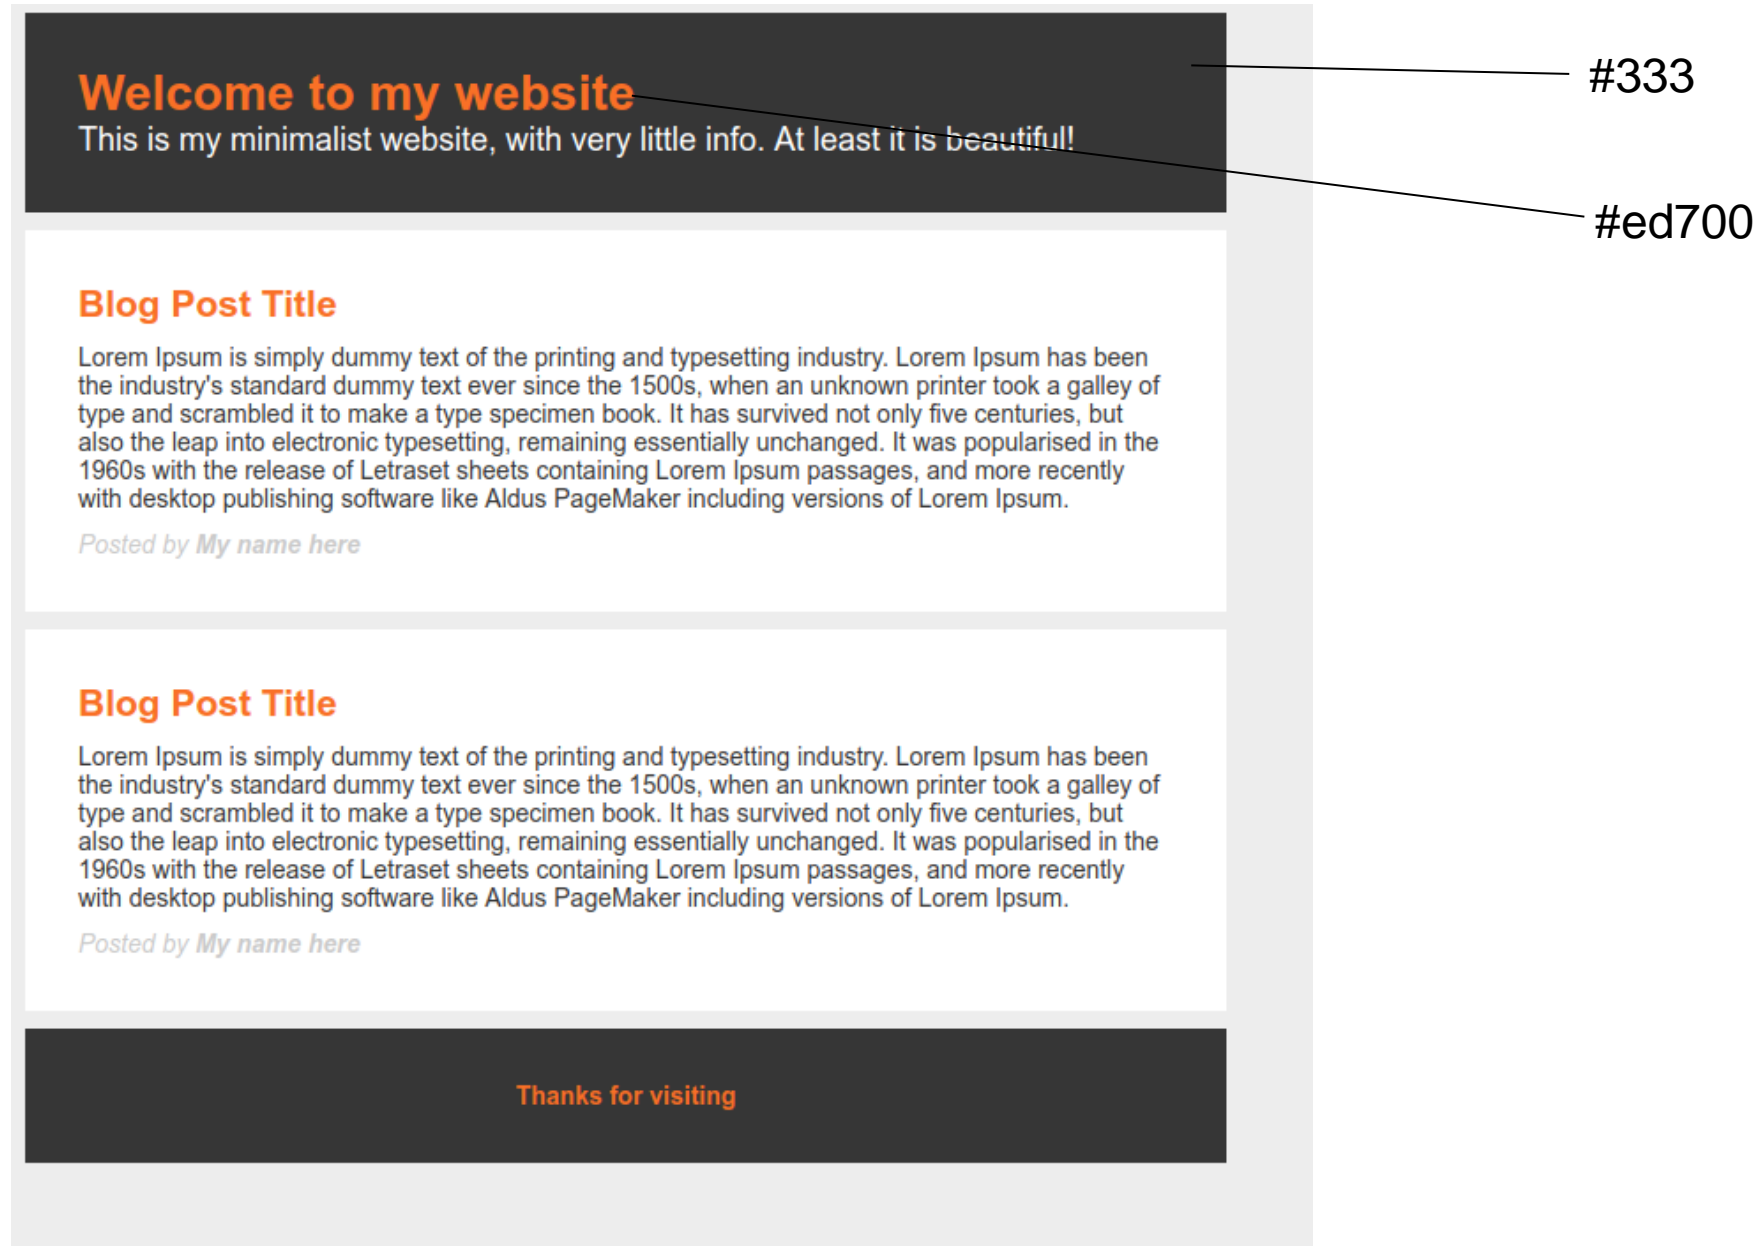 Welcome to my website
This is my minimalist website, with very little info. At least it is beautiful!
#333
#ed700
Blog Post Title
Lorem Ipsum is simply dummy text of the printing and typesetting industry. Lorem Ipsum has been
the industry's standard dummy text ever since the 1500s, when an unknown printer took a galley of
type and scrambled it to make a type specimen book. It has survived not only five centuries, but
also the leap into electronic typesetting, remaining essentially unchanged. It was popularised in the
1960s with the release of Letraset sheets containing Lorem Ipsum passages, and more recently
with desktop publishing software like Aldus PageMaker including versions of Lorem Ipsum.
Posted by My name here
Blog Post Title
Lorem Ipsum is simply dummy text of the printing and typesetting industry. Lorem Ipsum has been
the industry's standard dummy text ever since the 1500s, when an unknown printer took a galley of
type and scrambled it to make a type specimen book. It has survived not only five centuries, but
also the leap into electronic typesetting, remaining essentially unchanged. It was popularised in the
1960s with the release of Letraset sheets containing Lorem Ipsum passages, and more recently
with desktop publishing software like Aldus PageMaker including versions of Lorem Ipsum.
Posted by My name here
Thanks for visiting